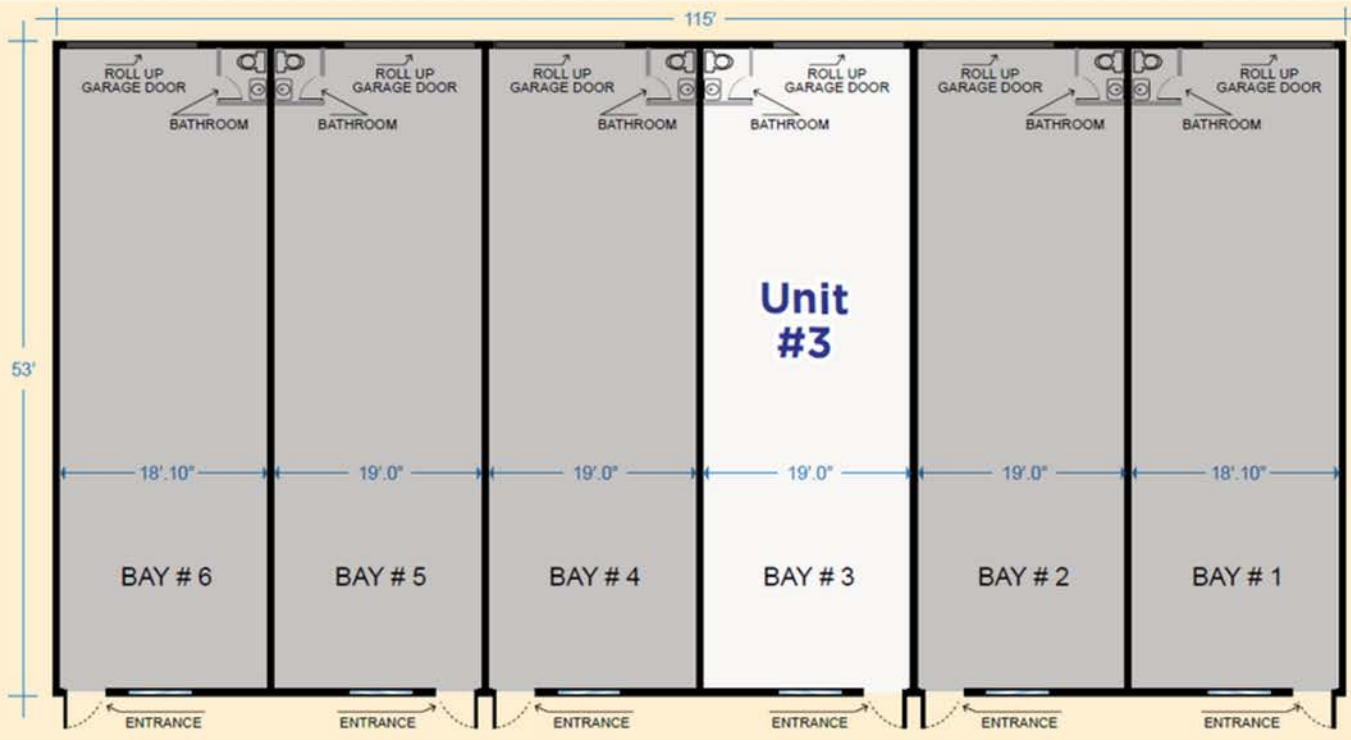 115'
ROLL UP
GARAGE DOOR
BATHROOM
ROLL UP
GARAGE DOOR
BATHROOM
ROLL UP
GARAGE DOOR
BATHROOM
ROLL UP
GARAGE DOOR
BATHROOM
ROLL UP
GARAGE DOOR
BATHROOM
ROLL UP
GARAGE DOOR
BATHROOM
Unit
#3
53'
18'.10"
19'.0"
19'.0"
19'.0"
19'.0"
18'.10"
BAY # 6
BAY # 5
BAY # 4
BAY # 3
BAY # 2
BAY # 1
ENTRANCE
ENTRANCE
ENTRANCE
ENTRANCE
ENTRANCE
ENTRANCE